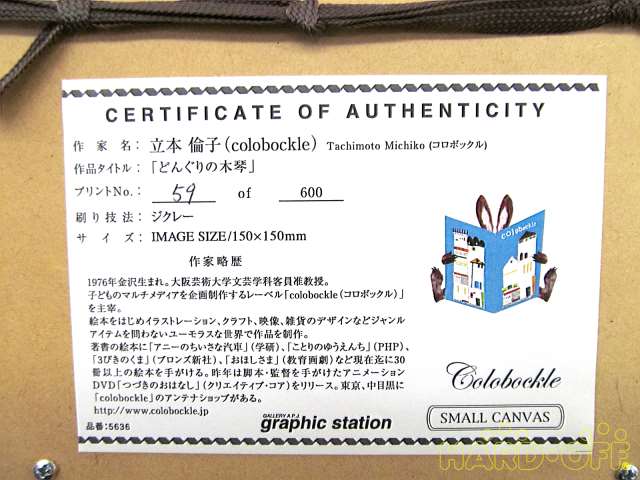 CERTIFICATE OF AUTHENTICITY
作家名：立本 倫子（colobockle） Tachimoto Michiko (コロボックル)
作品タイトル：「どんぐりの木琴」
プリントNo.： 59 of 600
刷り技法：ジクレー
サイズ：IMAGE SIZE/150×150mm
作家略歴
1976年金沢生まれ。大阪芸術大学文芸学科客員准教授。
子どものマルチメディアを企画制作するレーベル「colobockle（コロボックル）」
を主宰。
絵本をはじめイラストレーション、クラフト、映像、雑貨のデザインなどジャンル
アイテムを問わないユーモラスな世界で作品を制作。
著書の絵本に「アニーのちいさな汽車」（学研）、「ことりのゆうえんち」（PHP）、
「3びきのくま」（ブロンズ新社）、「おほしさま」（教育画劇）など現在迄に30
冊以上の絵本を手がける。昨年は脚本・監督を手がけたアニメーション
DVD「つづきのおはなし」（クリエイティブ・コア）をリリース。東京、中目黒に
「colobockle」のアンテナショップがある。
http://www.colobockle.jp
品番：5636
GALLERY A.P.J
graphic station
colobockle
Colobockle
SMALL CANVAS
HARD-OFF